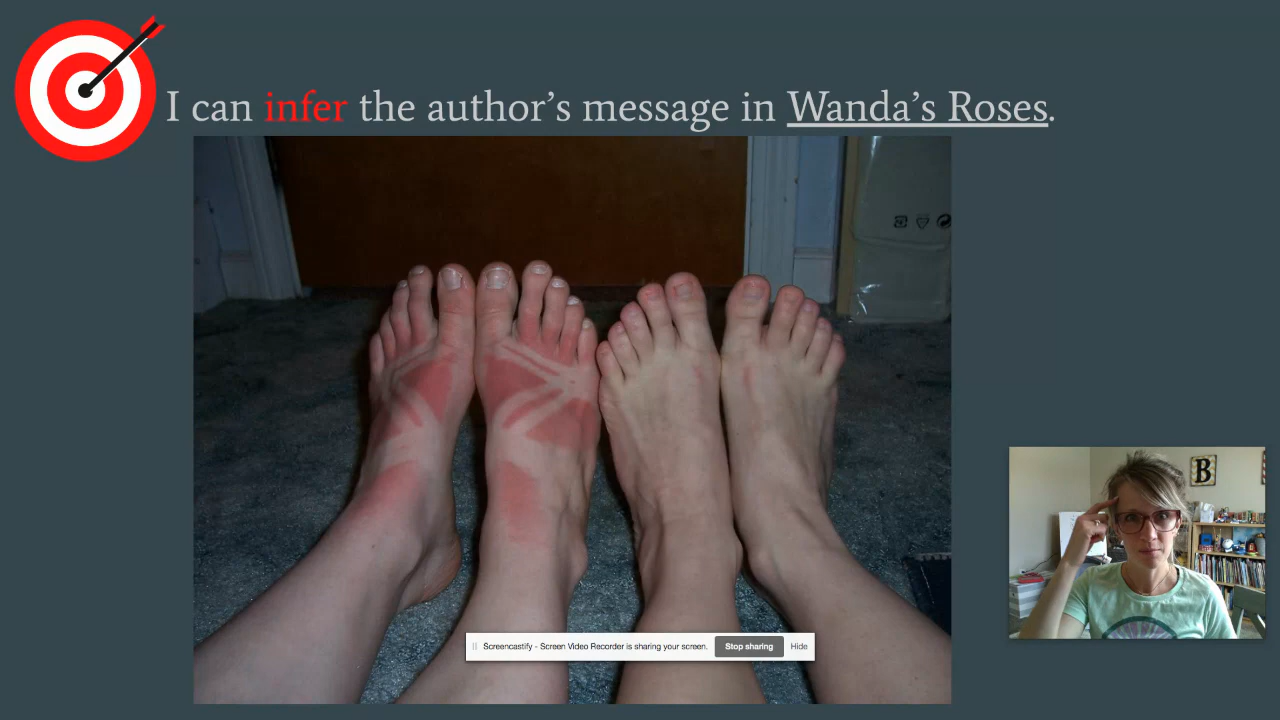 I can infer the author's message in Wanda's Roses.
B
Screencastify - Screen Video Recorder is sharing your screen.
Stop sharing
Hide